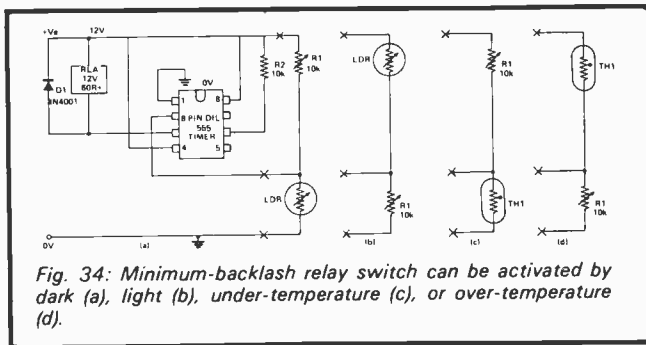 +Ve 12V
RLA
12V
60R+
D1
1N4001
0V
1 8
8 PIN DIL
565
TIMER
4 5
R2
10k
R1
10k
LDR
0V
(a)
LDR
R1
10k
(b)
R1
10k
TH1
(c)
TH1
R1
10k
(d)
Fig. 34: Minimum-backlash relay switch can be activated by
dark (a), light (b), under-temperature (c), or over-temperature
(d).